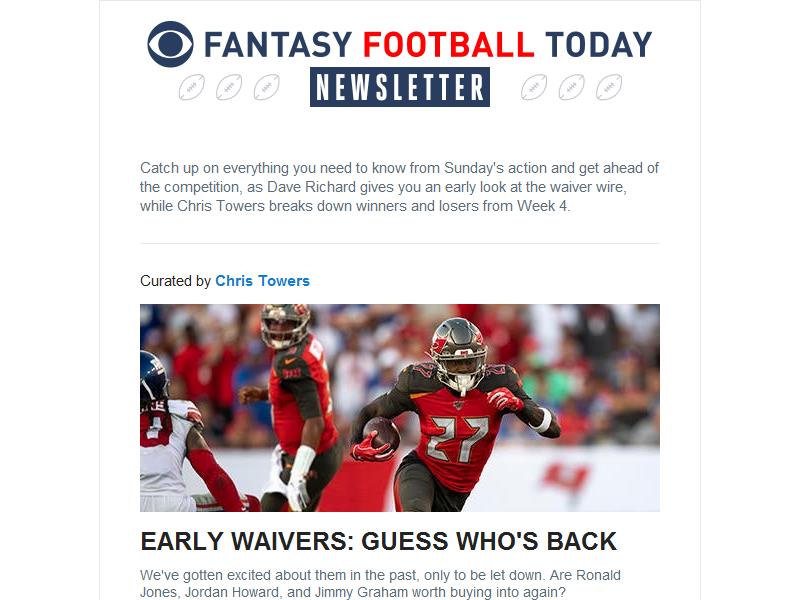 FANTASY FOOTBALL TODAY
NEWSLETTER
Catch up on everything you need to know from Sunday's action and get ahead of
the competition, as Dave Richard gives you an early look at the waiver wire,
while Chris Towers breaks down winners and losers from Week 4.
Curated by Chris Towers
27
EARLY WAIVERS: GUESS WHO'S BACK
We've gotten excited about them in the past, only to be let down. Are Ronald
Jones, Jordan Howard, and Jimmy Graham worth buying into again?